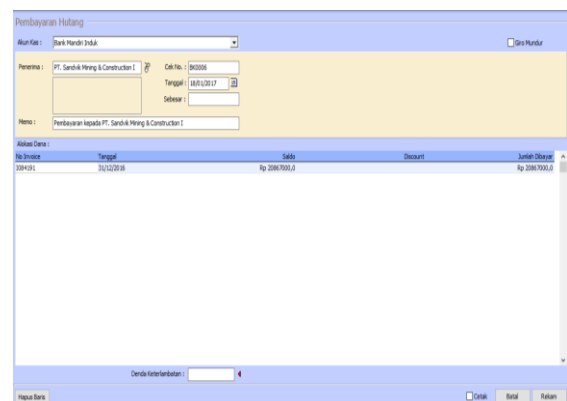 Pembayaran Hutang
Akun Kas : Bank Mandiri Induk Giro Mundur
Penerima : PT. Sandvik Mining & Construction I Cek No. : BK0006
Tanggal : 18/01/2017
Sebesar :
Memo : Pembayaran kepada PT. Sandvik Mining & Construction I
Alokasi Dana :
No Invoice Tanggal Saldo Discount Jumlah Dibayar
31/12/2016 Rp 20867000,0 Rp 20867000,0
Denda Keterlambatan :
Hapus Baris Cetak Batal Rekam